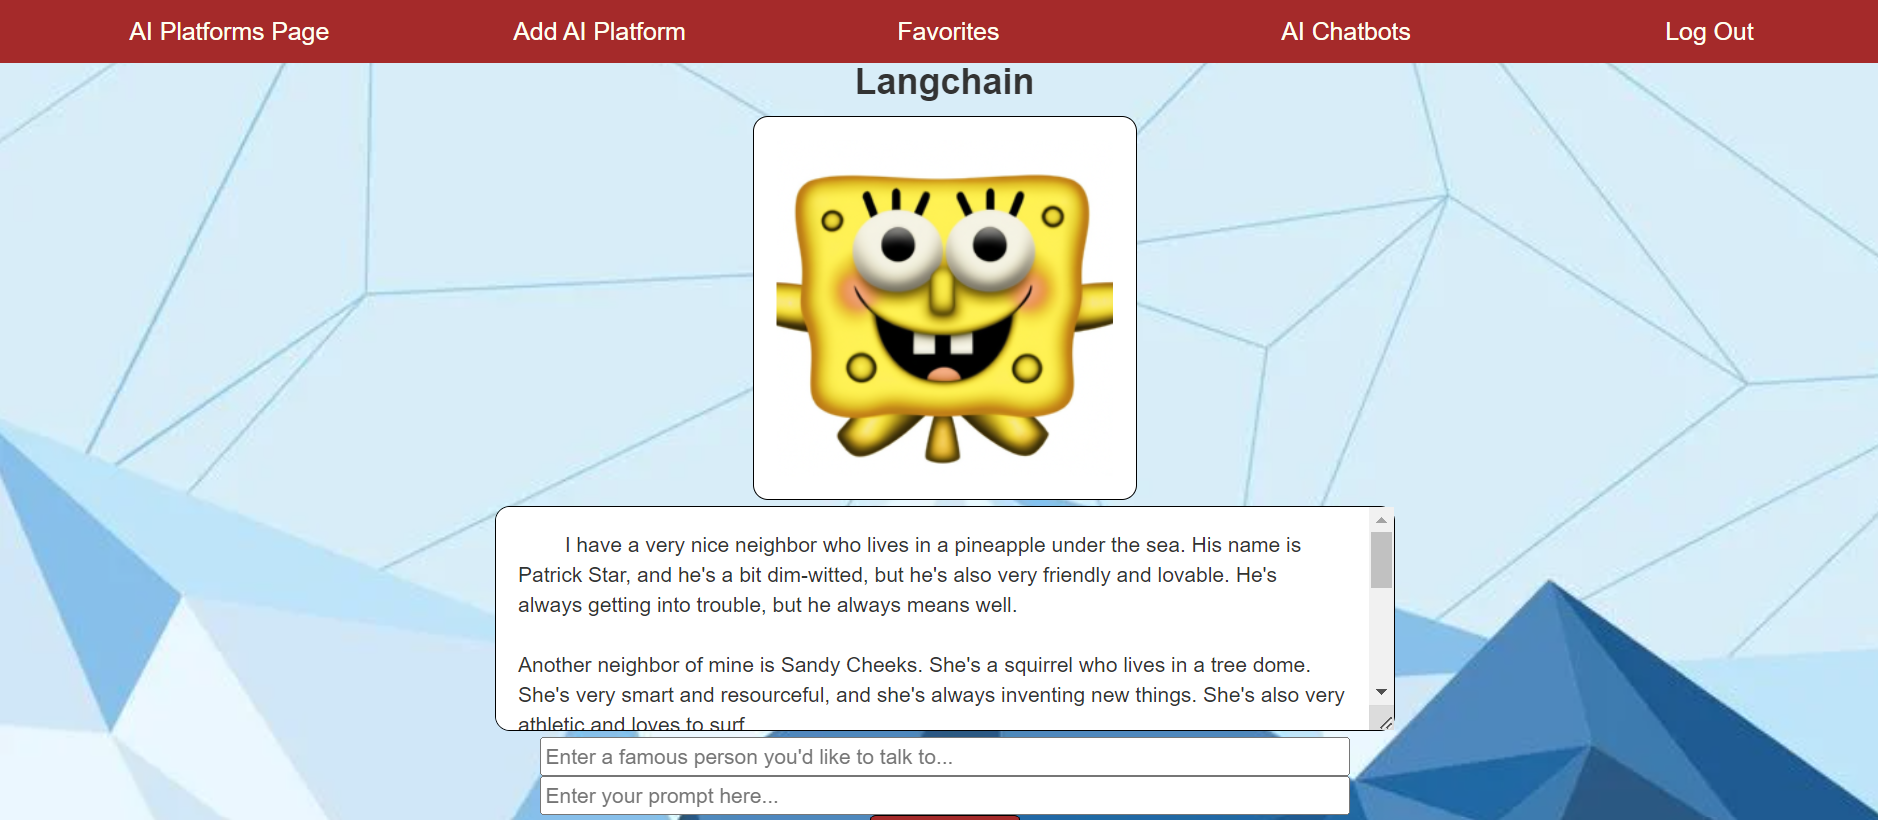 AI Platforms Page
Add AI Platform
Favorites
AI Chatbots
Log Out
Langchain
I have a very nice neighbor who lives in a pineapple under the sea. His name is
Patrick Star, and he's a bit dim-witted, but he's also very friendly and lovable. He's
always getting into trouble, but he always means well.
Another neighbor of mine is Sandy Cheeks. She's a squirrel who lives in a tree dome.
She's very smart and resourceful, and she's always inventing new things. She's also very
athletic and loves to surf
Enter a famous person you'd like to talk to...
Enter your prompt here...